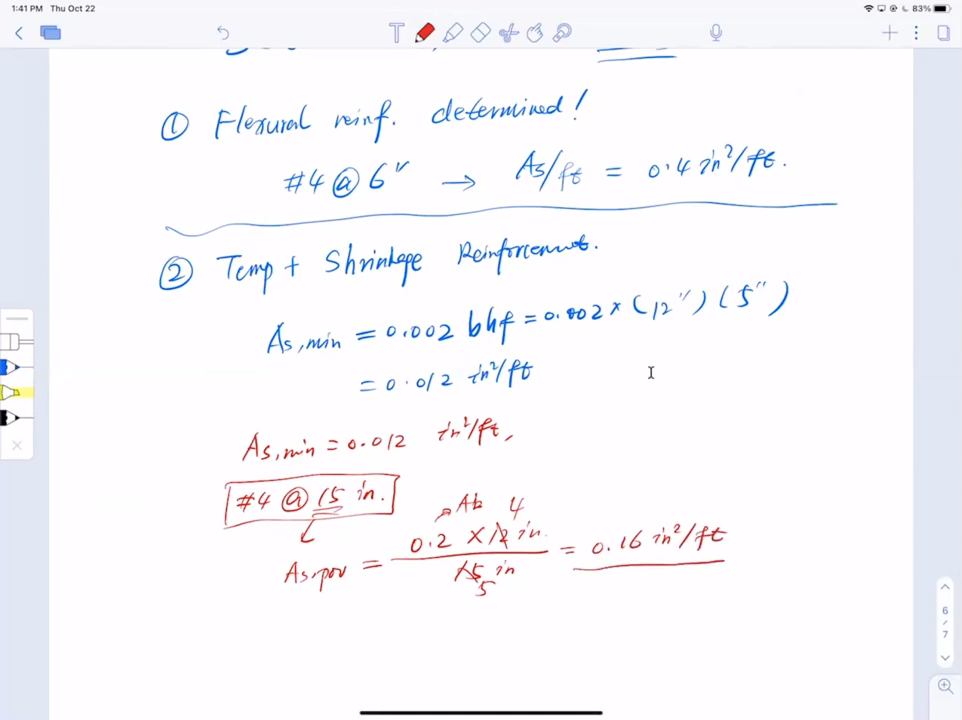 1:41 PM Thu Oct 22
83%
① Flexural reinf. determined!
#4 @ 6" → As/ft = 0.4 in²/ft.
② Temp + Shrinkage Reinforcement.
As,min = 0.002 bhf = 0.002 × (12") (5")
= 0.012 in²/ft
As,min = 0.012 in²/ft,
#4 @ 15 in.
Ab 4
As,pov = 0.2 × 12 in. / 15 in = 0.16 in²/ft
5
6
/
7